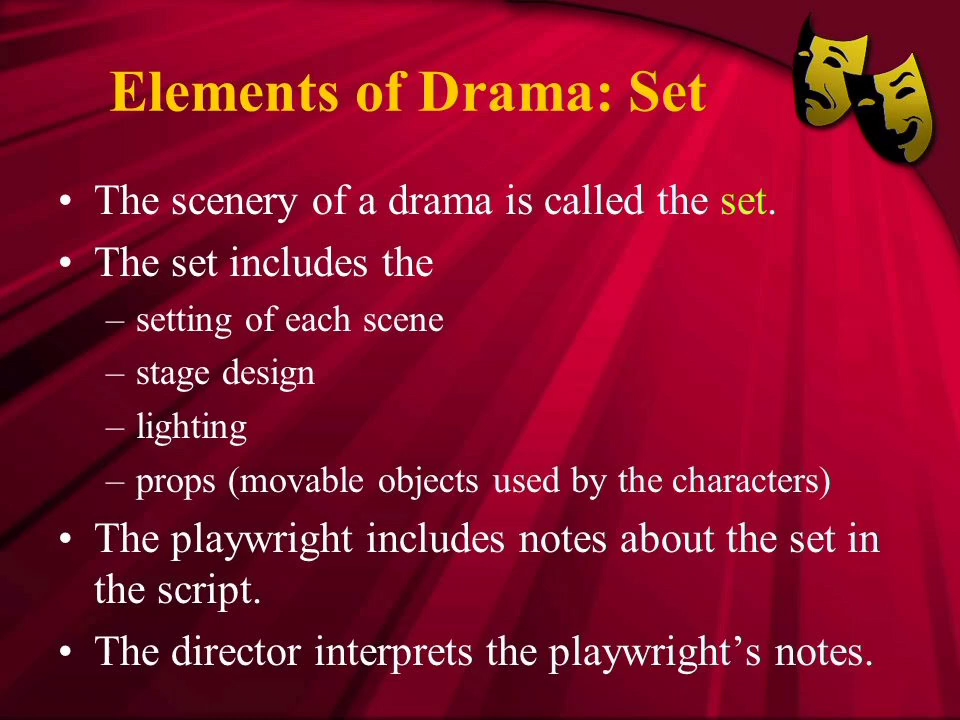 Elements of Drama: Set
• The scenery of a drama is called the set.
• The set includes the
– setting of each scene
– stage design
– lighting
– props (movable objects used by the characters)
• The playwright includes notes about the set in
the script.
• The director interprets the playwright’s notes.